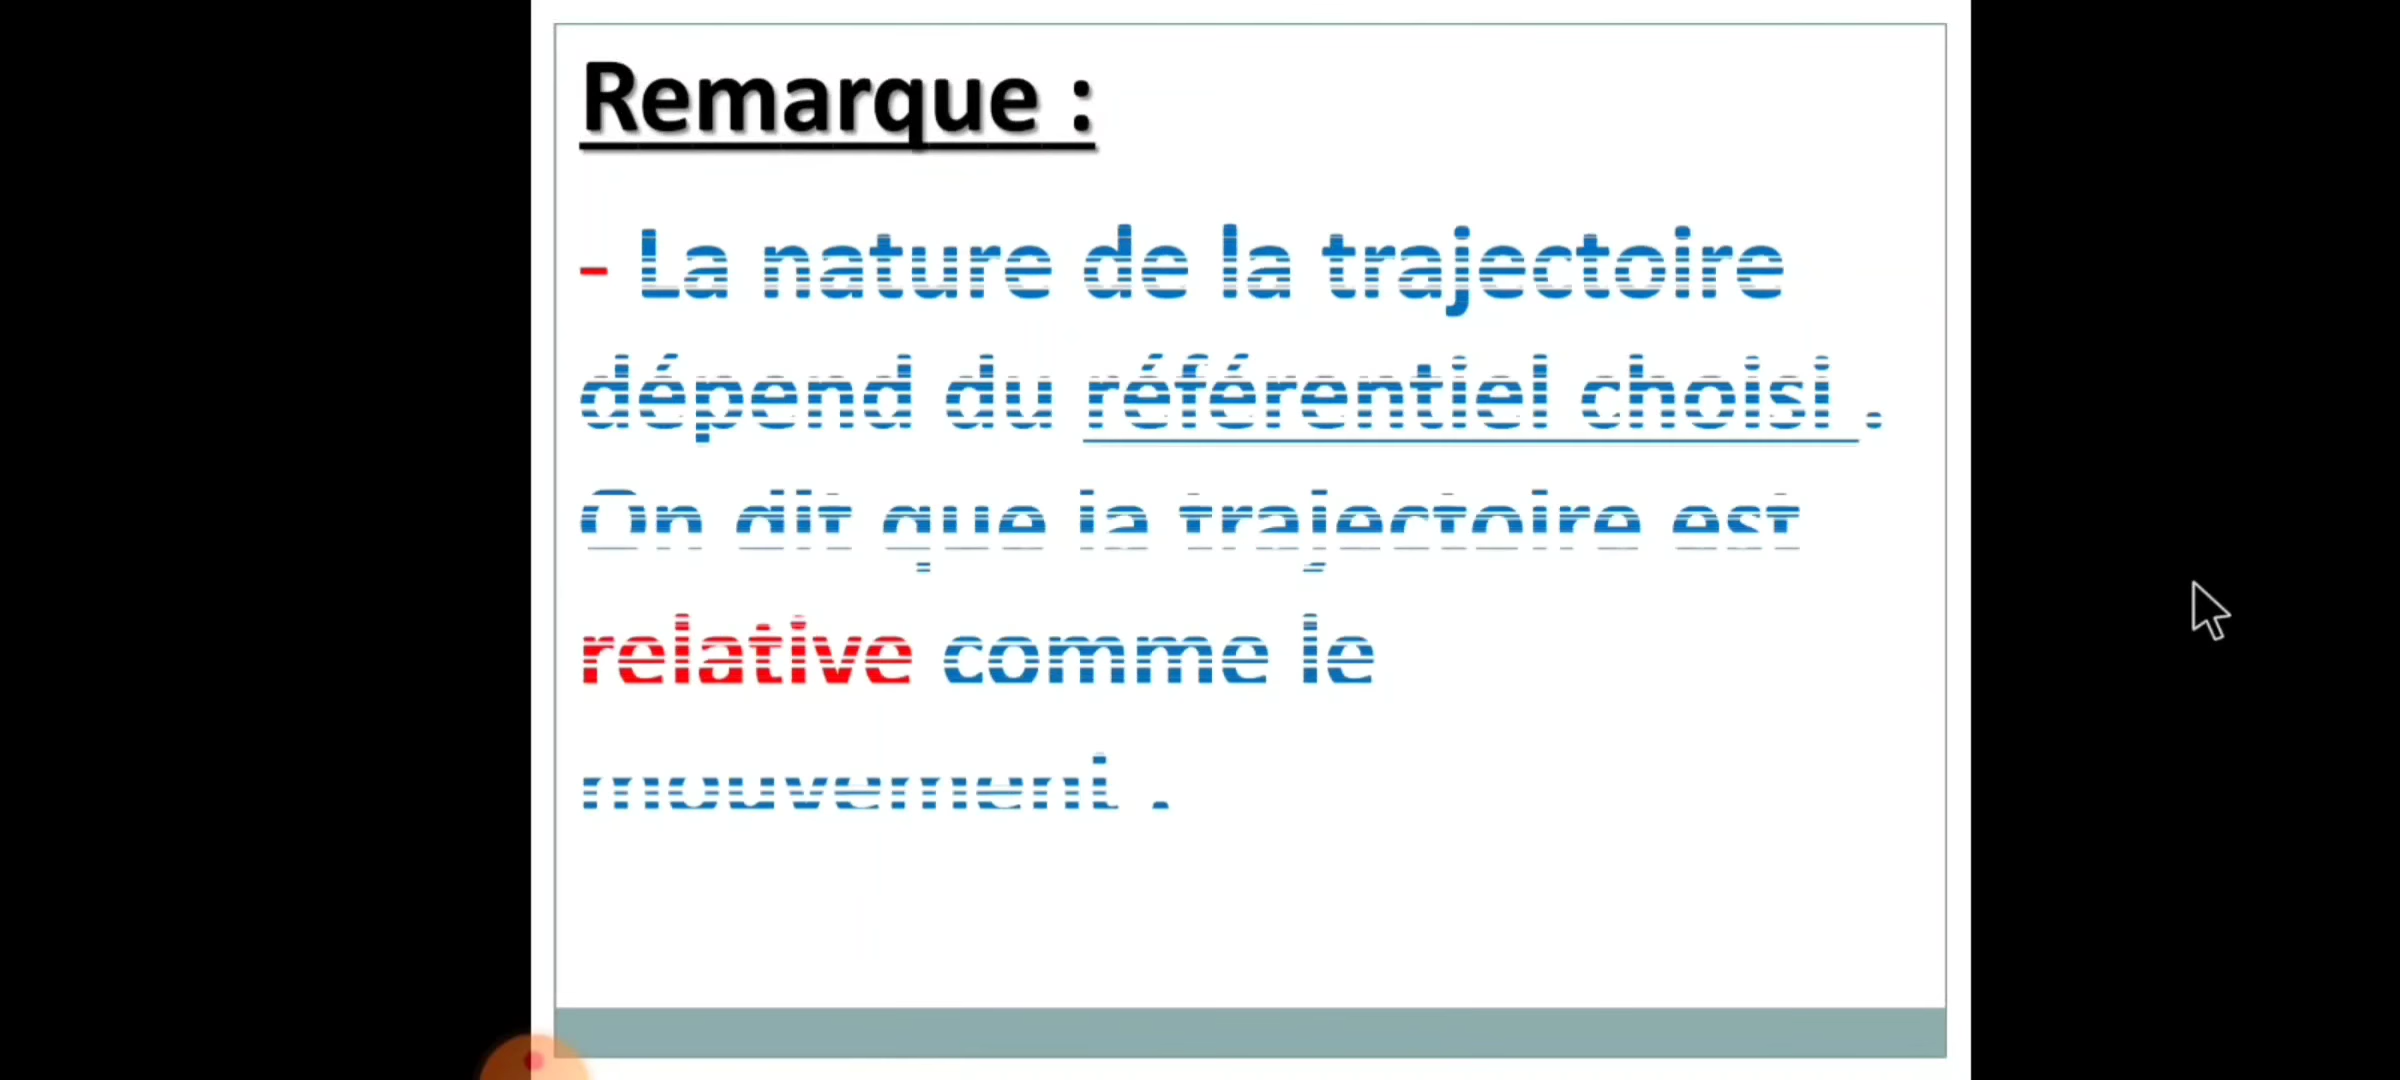 Remarque :
- La nature de la trajectoire
dépend du référentiel choisi .
On dit que la trajectoire est
relative comme le
mouvement .